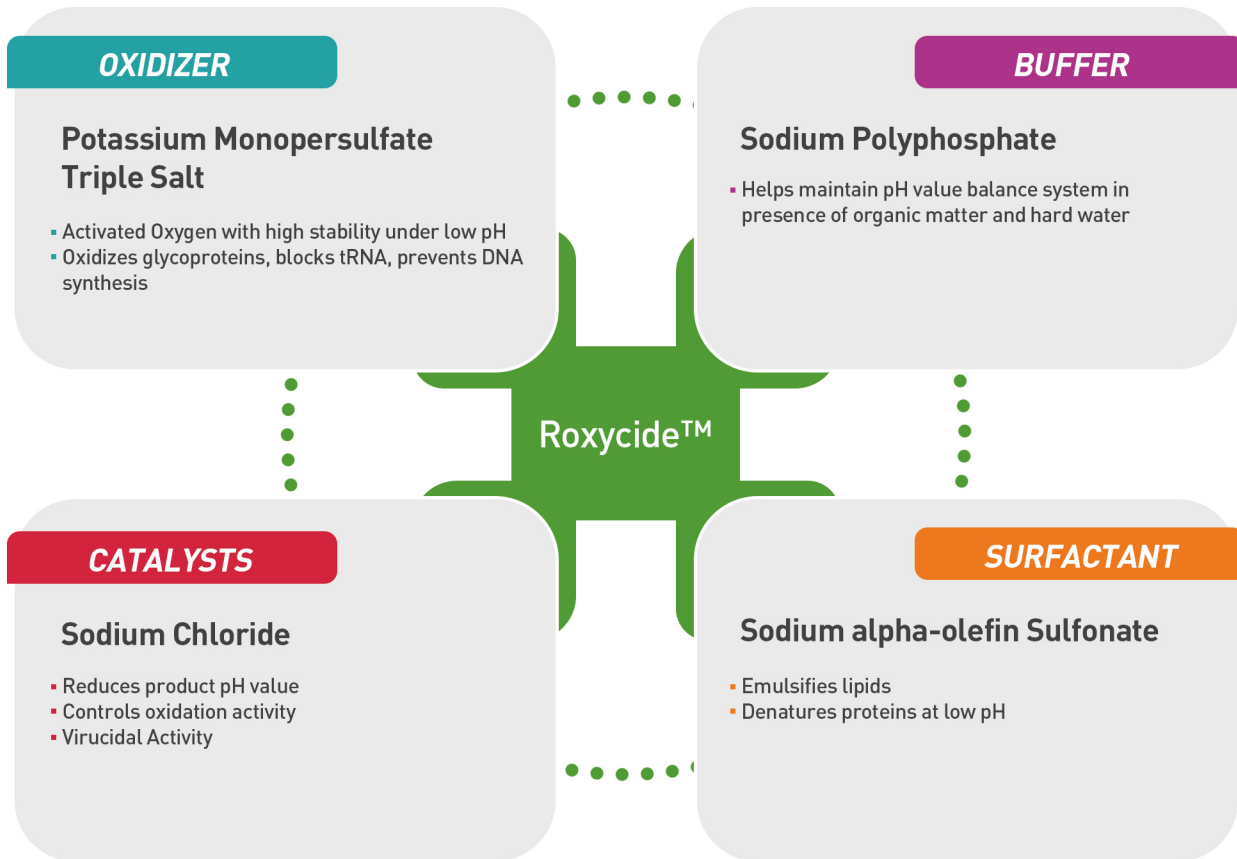 OXIDIZER
Potassium Monopersulfate
Triple Salt
▪ Activated Oxygen with high stability under low pH
▪ Oxidizes glycoproteins, blocks tRNA, prevents DNA
synthesis
BUFFER
Sodium Polyphosphate
▪ Helps maintain pH value balance system in
presence of organic matter and hard water
Roxycide™
CATALYSTS
Sodium Chloride
▪ Reduces product pH value
▪ Controls oxidation activity
▪ Virucidal Activity
SURFACTANT
Sodium alpha-olefin Sulfonate
▪ Emulsifies lipids
▪ Denatures proteins at low pH